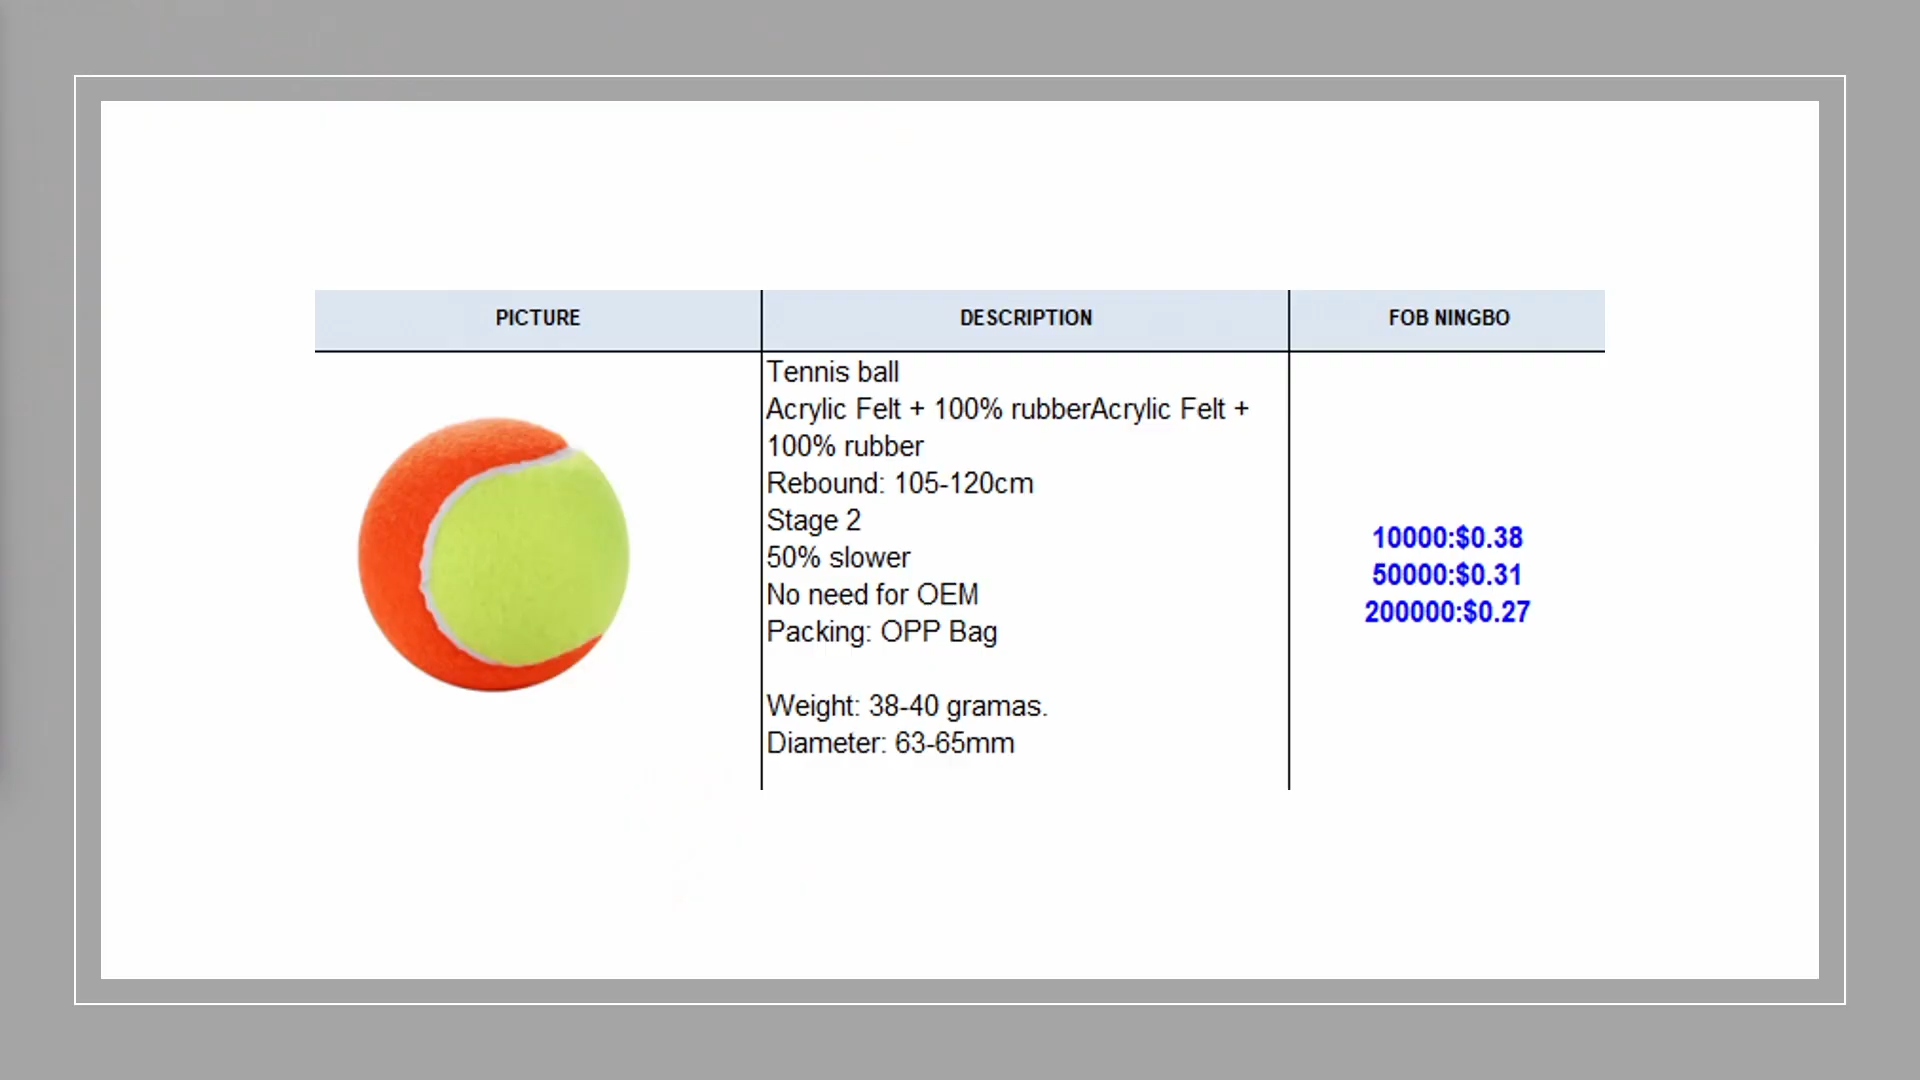 PICTURE
DESCRIPTION
FOB NINGBO
Tennis ball
Acrylic Felt + 100% rubberAcrylic Felt +
100% rubber
Rebound: 105-120cm
Stage 2
50% slower
No need for OEM
Packing: OPP Bag
Weight: 38-40 gramas.
Diameter: 63-65mm
10000:$0.38
50000:$0.31
200000:$0.27